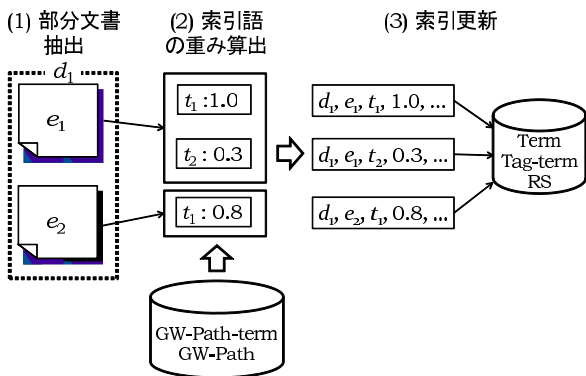 (1) 部分文書
抽出
(2) 索引語
の重み算出
(3) 索引更新
d₁
e₁
e₂
t₁ :1.0
t₂ : 0.3
t₁ : 0.8
d₁, e₁, t₁, 1.0, ...
d₁, e₁, t₂, 0.3, ...
d₁, e₂, t₁, 0.8, ...
Term
Tag-term
RS
GW-Path-term
GW-Path